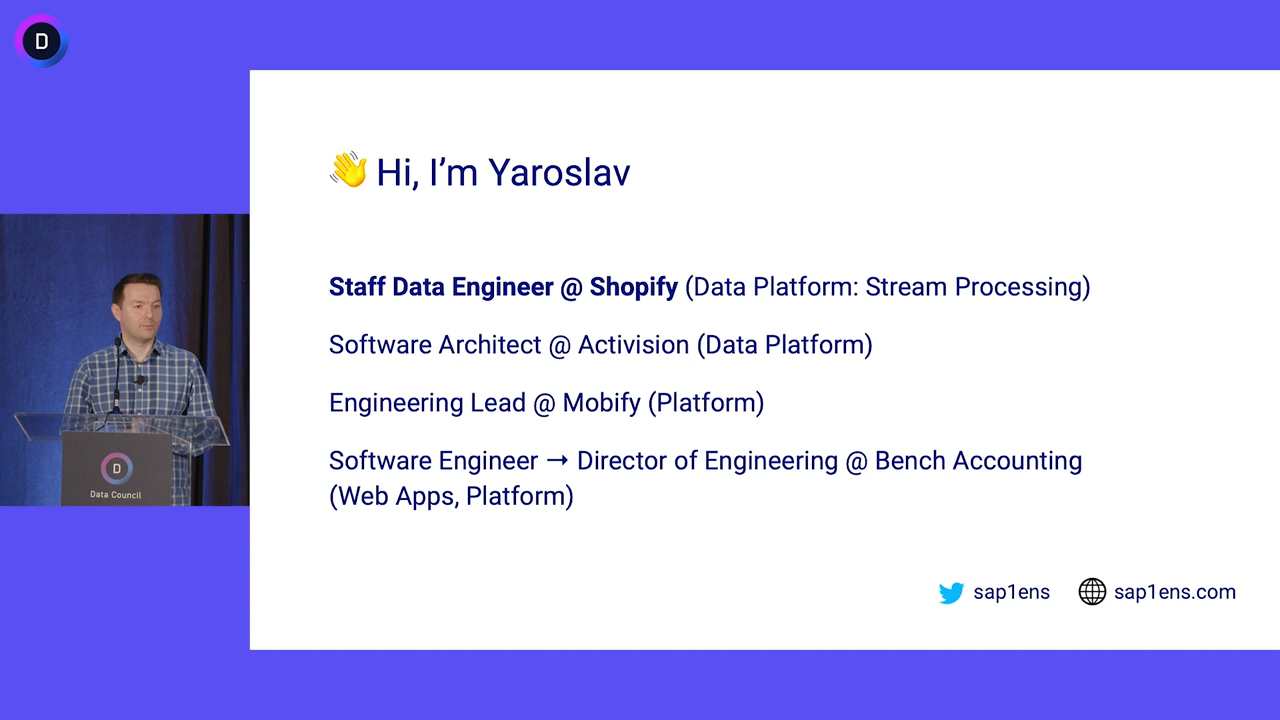 D
👋 Hi, I’m Yaroslav
Staff Data Engineer @ Shopify (Data Platform: Stream Processing)
Software Architect @ Activision (Data Platform)
Engineering Lead @ Mobify (Platform)
Software Engineer → Director of Engineering @ Bench Accounting
(Web Apps, Platform)
sap1ens sap1ens.com
D
Data Council